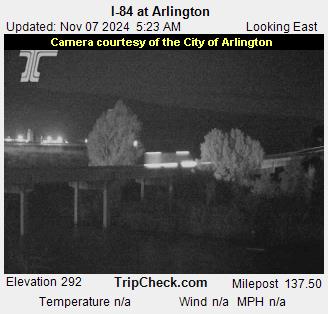 I-84 at Arlington
Updated: Nov 07 2024 5:23 AM Looking East
Camera courtesy of the City of Arlington
Elevation 292 TripCheck.com Milepost 137.50
Temperature n/a Wind n/a MPH n/a